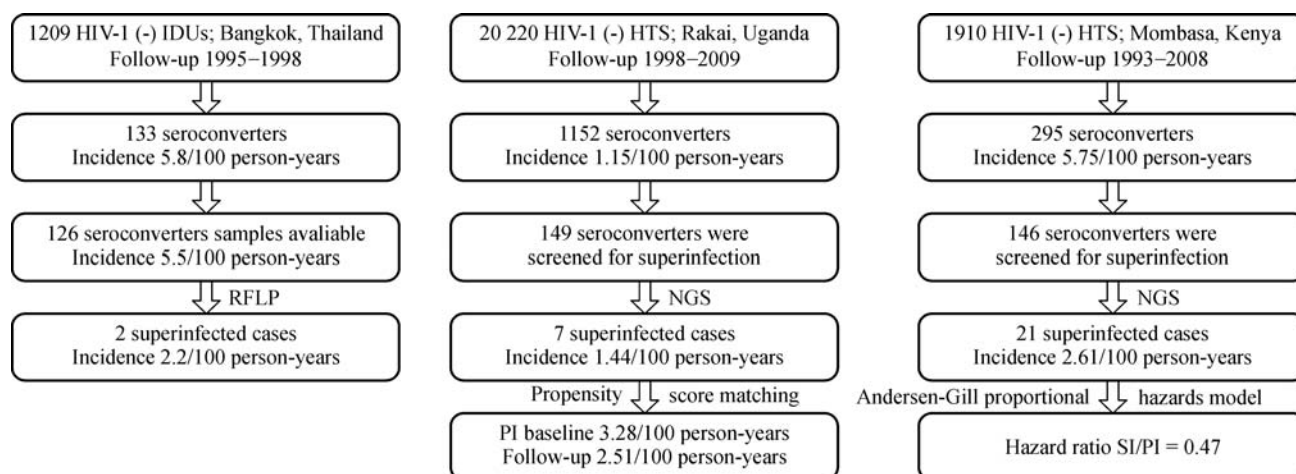 1209 HIV-1 (-) IDUs; Bangkok, Thailand
Follow-up 1995−1998
133 seroconverters
Incidence 5.8/100 person-years
126 seroconverters samples avaliable
Incidence 5.5/100 person-years
RFLP
2 superinfected cases
Incidence 2.2/100 person-years
20 220 HIV-1 (-) HTS; Rakai, Uganda
Follow-up 1998−2009
1152 seroconverters
Incidence 1.15/100 person-years
149 seroconverters were
screened for superinfection
NGS
7 superinfected cases
Incidence 1.44/100 person-years
Propensity score matching
PI baseline 3.28/100 person-years
Follow-up 2.51/100 person-years
1910 HIV-1 (-) HTS; Mombasa, Kenya
Follow-up 1993−2008
295 seroconverters
Incidence 5.75/100 person-years
146 seroconverters were
screened for superinfection
NGS
21 superinfected cases
Incidence 2.61/100 person-years
Andersen-Gill proportional hazards model
Hazard ratio SI/PI = 0.47